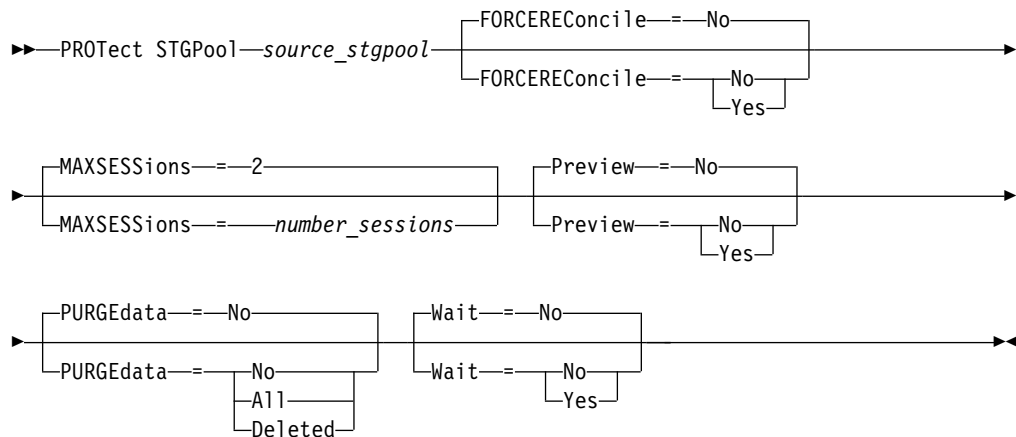 FORCEREConcile = No
PROTect STGPool source_stgpool
FORCEREConcile = No
Yes
MAXSESSions = 2
MAXSESSions = number_sessions
Preview = No
Preview = No
Yes
PURGEdata = No
PURGEdata = No
All
Deleted
Wait = No
Wait = No
Yes